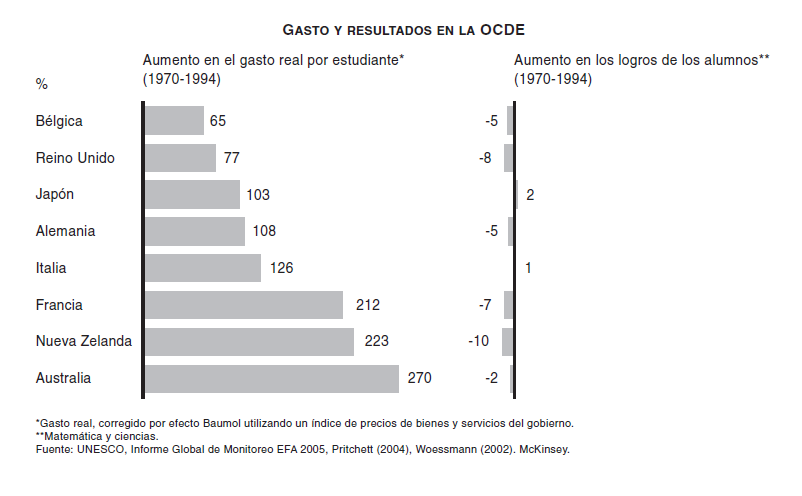 GASTO Y RESULTADOS EN LA OCDE
Aumento en el gasto real por estudiante*
(1970-1994)
Aumento en los logros de los alumnos**
(1970-1994)
%
Bélgica 65 -5
Reino Unido 77 -8
Japón 103 2
Alemania 108 -5
Italia 126 1
Francia 212 -7
Nueva Zelanda 223 -10
Australia 270 -2
*Gasto real, corregido por efecto Baumol utilizando un índice de precios de bienes y servicios del gobierno.
**Matemática y ciencias.
Fuente: UNESCO, Informe Global de Monitoreo EFA 2005, Pritchett (2004), Woessmann (2002). McKinsey.